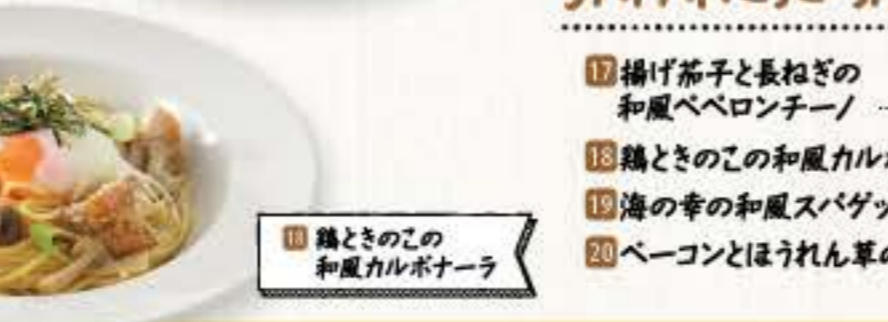 18 鶏ときのこの
和風カルボナーラ
17 揚げ茄子と長ねぎの
和風ペペロンチーノ
18 鶏ときのこの和風カル
19 海の幸の和風スパゲッ
20 ベーコンとほうれん草の